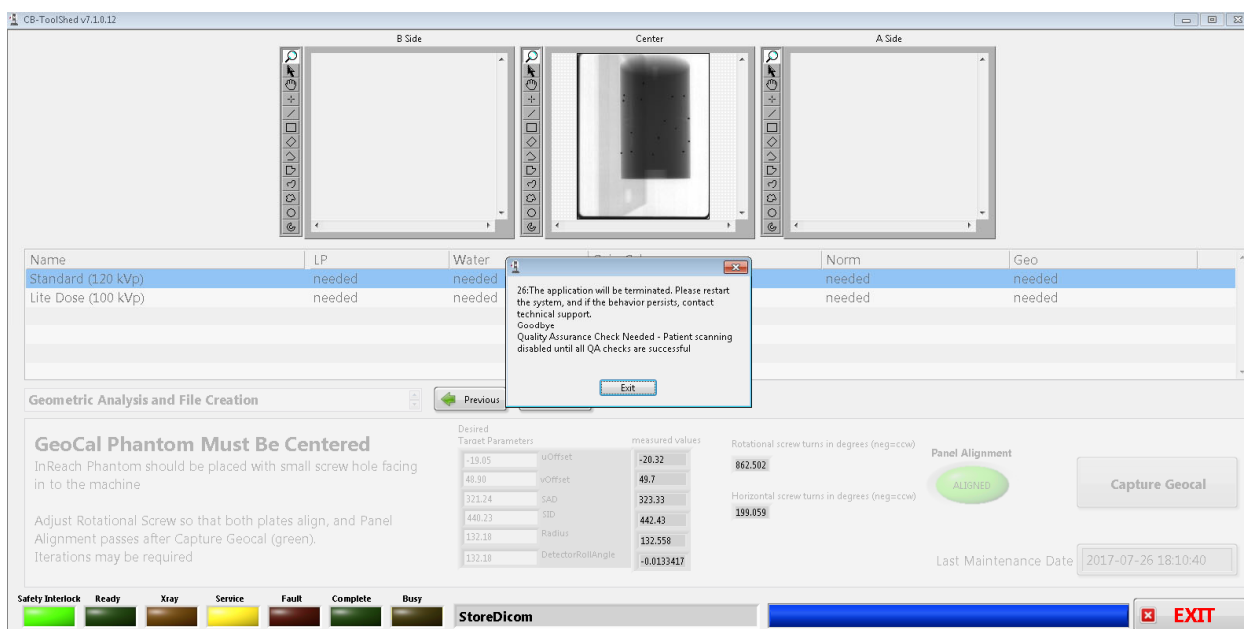 CB-ToolShed v7.1.0.12
B Side
Center
A Side
Name LP Water Norm Geo
Standard (120 kVp) needed needed needed needed
Lite Dose (100 kVp) needed needed needed needed
26:The application will be terminated. Please restart
the system, and if the behavior persists, contact
technical support.
Goodbye
Quality Assurance Check Needed - Patient scanning
disabled until all QA checks are successful
Exit
Geometric Analysis and File Creation
Previous
GeoCal Phantom Must Be Centered
InReach Phantom should be placed with small screw hole facing
in to the machine
Adjust Rotational Screw so that both plates align, and Panel
Alignment passes after Capture Geocal (green).
Iterations may be required
Desired
Target Parameters measured values
-19.05 uOffset -20.32
48.90 vOffset 49.7
321.24 SAD 323.33
440.23 SID 442.43
132.18 Radius 132.558
132.18 DetectorRollAngle -0.0133417
Rotational screw turns in degrees (neg=ccw)
862.502
Horizontal screw turns in degrees (neg=ccw)
199.059
Panel Alignment
ALIGNED
Capture Geocal
Last Maintenance Date 2017-07-26 18:10:40
Safety Interlock Ready Xray Service Fault Complete Busy
StoreDicom
EXIT